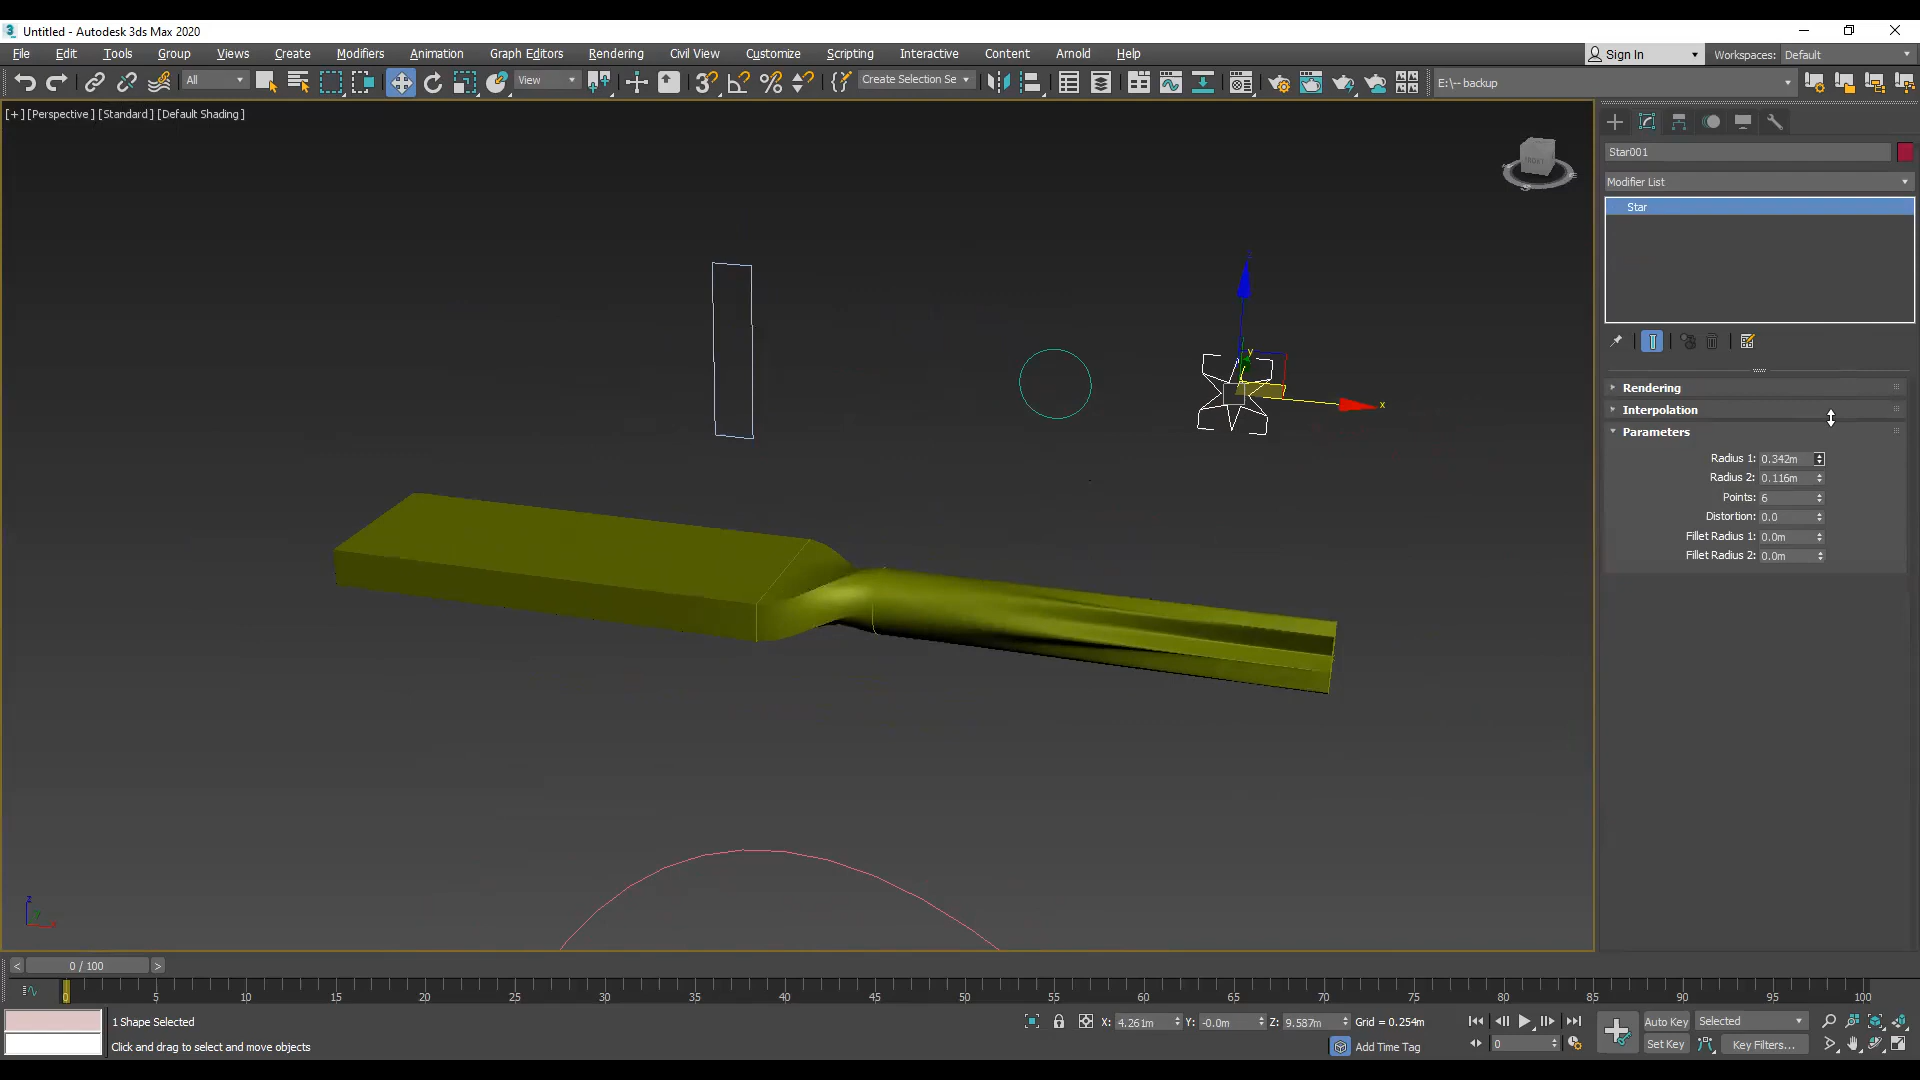 Untitled - Autodesk 3ds Max 2020
File Edit Tools Group Views Create Modifiers Animation Graph Editors Rendering Civil View Customize Scripting Interactive Content Arnold Help
Sign In Workspaces: Default
All View Create Selection Se E:\-- backup
[+] [Perspective ] [Standard ] [Default Shading ]
FRONT
Star001
Modifier List
Star
z
y
x
Rendering
Interpolation
Parameters
Radius 1: 0.342m
Radius 2: 0.116m
Points: 6
Distortion: 0.0
Fillet Radius 1: 0.0m
Fillet Radius 2: 0.0m
z
y
x
< 0 / 100 >
0 5 10 15 20 25 30 35 40 45 50 55 60 65 70 75 80 85 90 95 100
1 Shape Selected X: 4.261m Y: -0.0m Z: 9.587m Grid = 0.254m Auto Key Selected
Click and drag to select and move objects Add Time Tag 0 Set Key Key Filters...